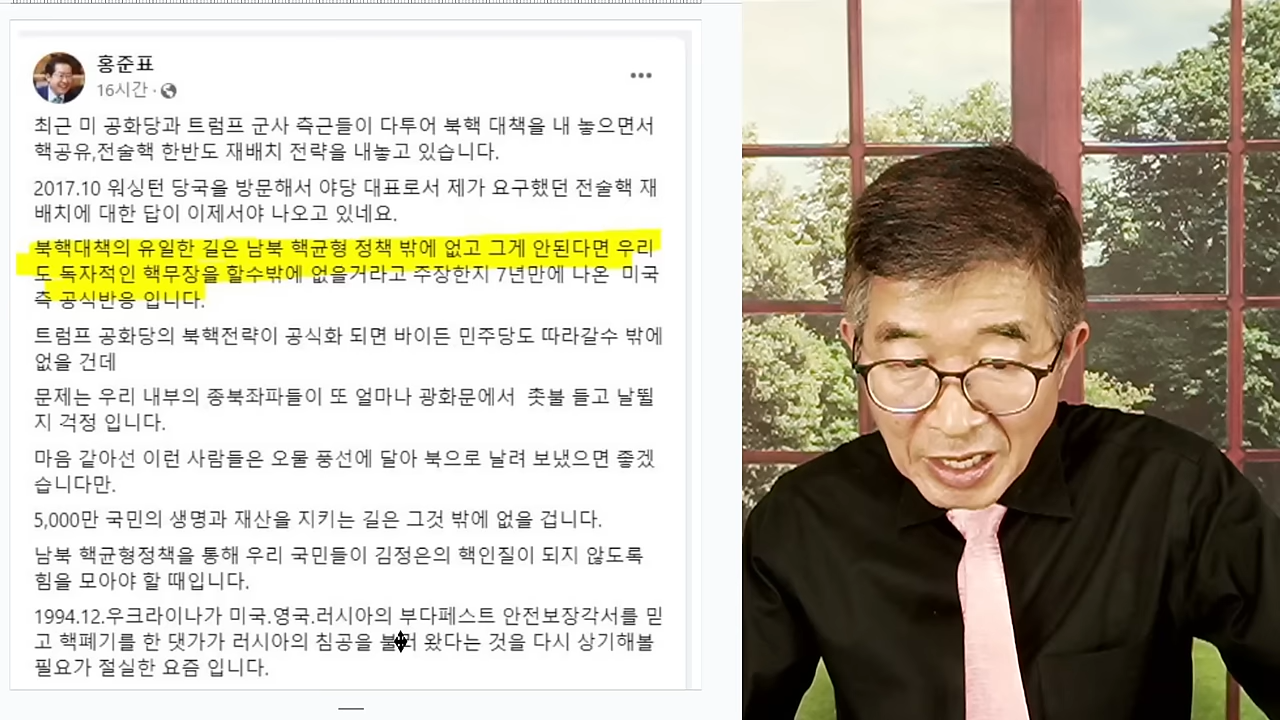 홍준표
16시간
최근 미 공화당과 트럼프 군사 측근들이 다투어 북핵 대책을 내 놓으면서
핵공유,전술핵 한반도 재배치 전략을 내놓고 있습니다.
2017.10 워싱턴 당국을 방문해서 야당 대표로서 제가 요구했던 전술핵 재
배치에 대한 답이 이제서야 나오고 있네요.
북핵대책의 유일한 길은 남북 핵균형 정책 밖에 없고 그게 안된다면 우리
도 독자적인 핵무장을 할수밖에 없을거라고 주장한지 7년만에 나온 미국
측 공식반응 입니다.
트럼프 공화당의 북핵전략이 공식화 되면 바이든 민주당도 따라갈수 밖에
없을 건데
문제는 우리 내부의 종북좌파들이 또 얼마나 광화문에서 촛불 들고 날뛸
지 걱정 입니다.
마음 같아선 이런 사람들은 오물 풍선에 달아 북으로 날려 보냈으면 좋겠
습니다만.
5,000만 국민의 생명과 재산을 지키는 길은 그것 밖에 없을 겁니다.
남북 핵균형정책을 통해 우리 국민들이 김정은의 핵인질이 되지 않도록
힘을 모아야 할 때입니다.
1994.12.우크라이나가 미국.영국.러시아의 부다페스트 안전보장각서를 믿
고 핵폐기를 한 댓가가 러시아의 침공을 불러 왔다는 것을 다시 상기해볼
필요가 절실한 요즘 입니다.